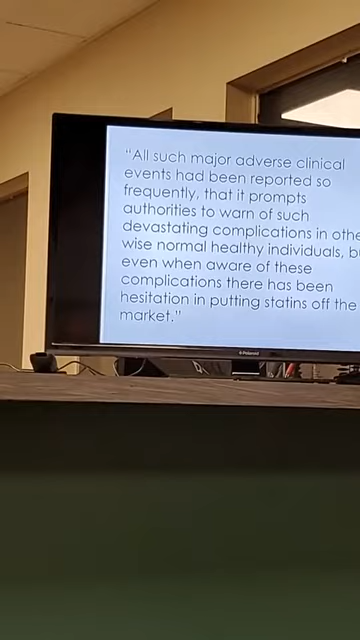 "All such major adverse clinical
events had been reported so
frequently, that it prompts
authorities to warn of such
devastating complications in othe
wise normal healthy individuals, bu
even when aware of these
complications there has been
hesitation in putting statins off the
market."
Polaroid